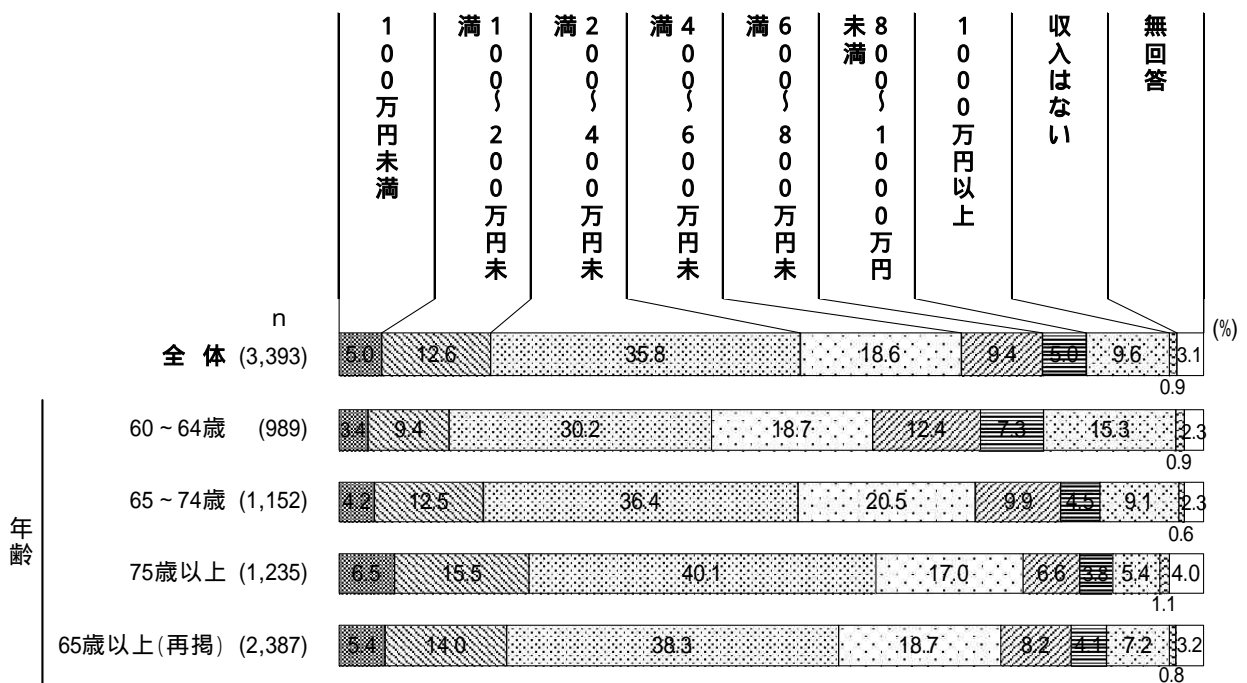 100万円未満
100～200万円未満
200～400万円未満
400～600万円未満
600～800万円未満
800～1000万円未満
1000万円以上
収入はない
無回答
(%)
n
全 体 (3,393) 5.0 12.6 35.8 18.6 9.4 5.0 9.6 3.1
0.9
60～64歳 (989) 3.4 9.4 30.2 18.7 12.4 7.3 15.3 2.3
0.9
65～74歳 (1,152) 4.2 12.5 36.4 20.5 9.9 4.5 9.1 2.3
0.6
年齢
75歳以上 (1,235) 6.5 15.5 40.1 17.0 6.6 3.8 5.4 4.0
1.1
65歳以上(再掲) (2,387) 5.4 14.0 38.3 18.7 8.2 4.1 7.2 3.2
0.8